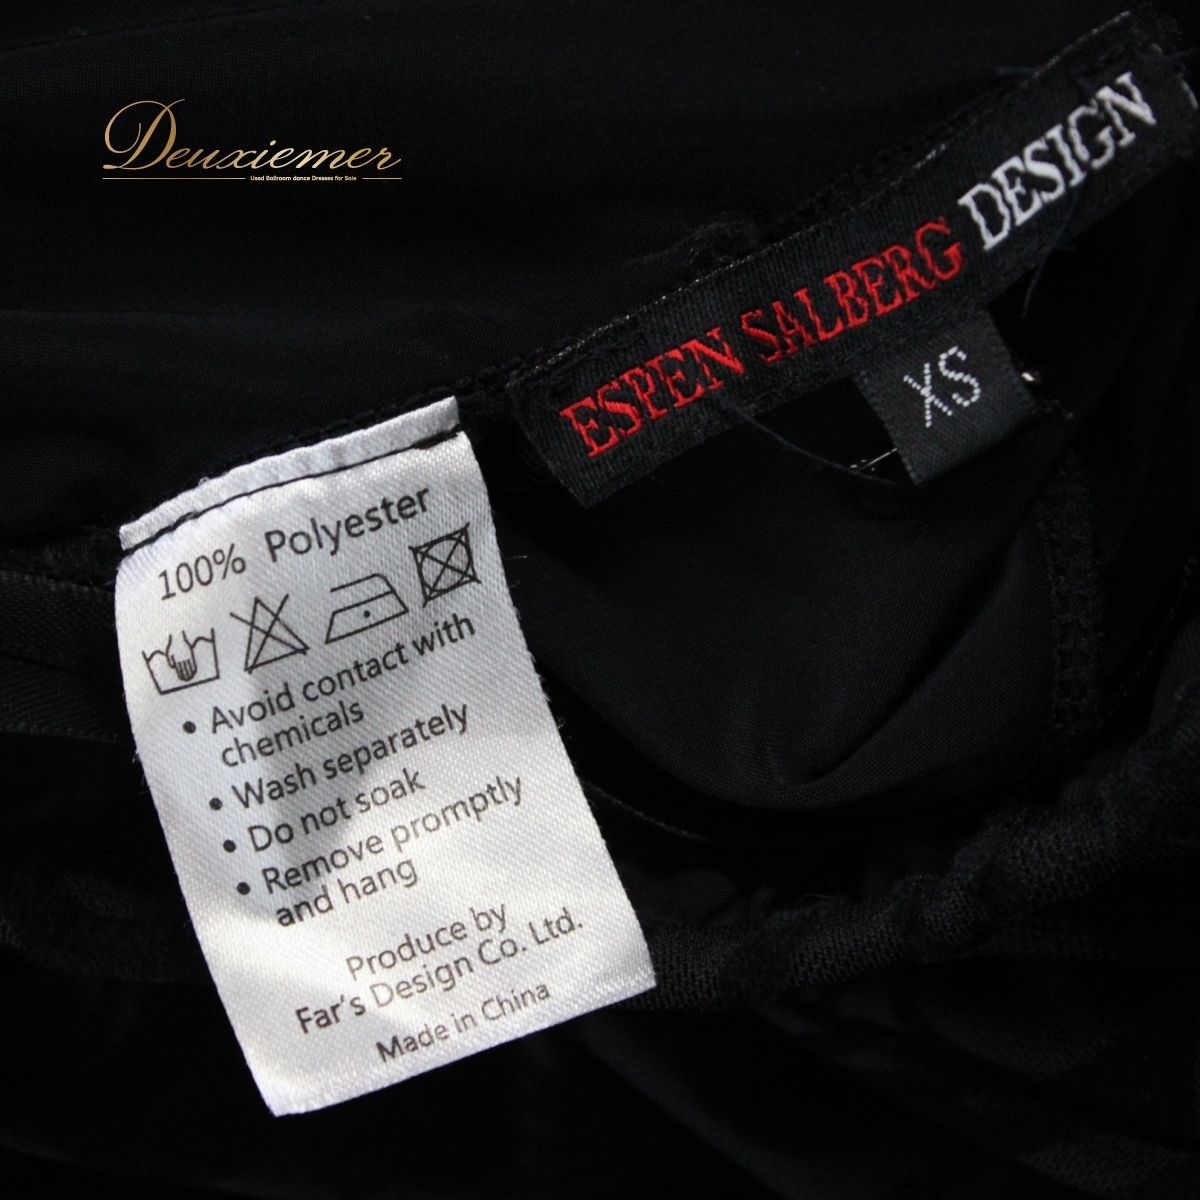 Deuxiemer
Used Ballroom dance Dresses for Sale
ESPEN SALBERG DESIGN
XS
100% Polyester
• Avoid contact with
chemicals
• Wash separately
• Do not soak
• Remove promptly
and hang
Produce by
Far's Design Co. Ltd.
Made in China